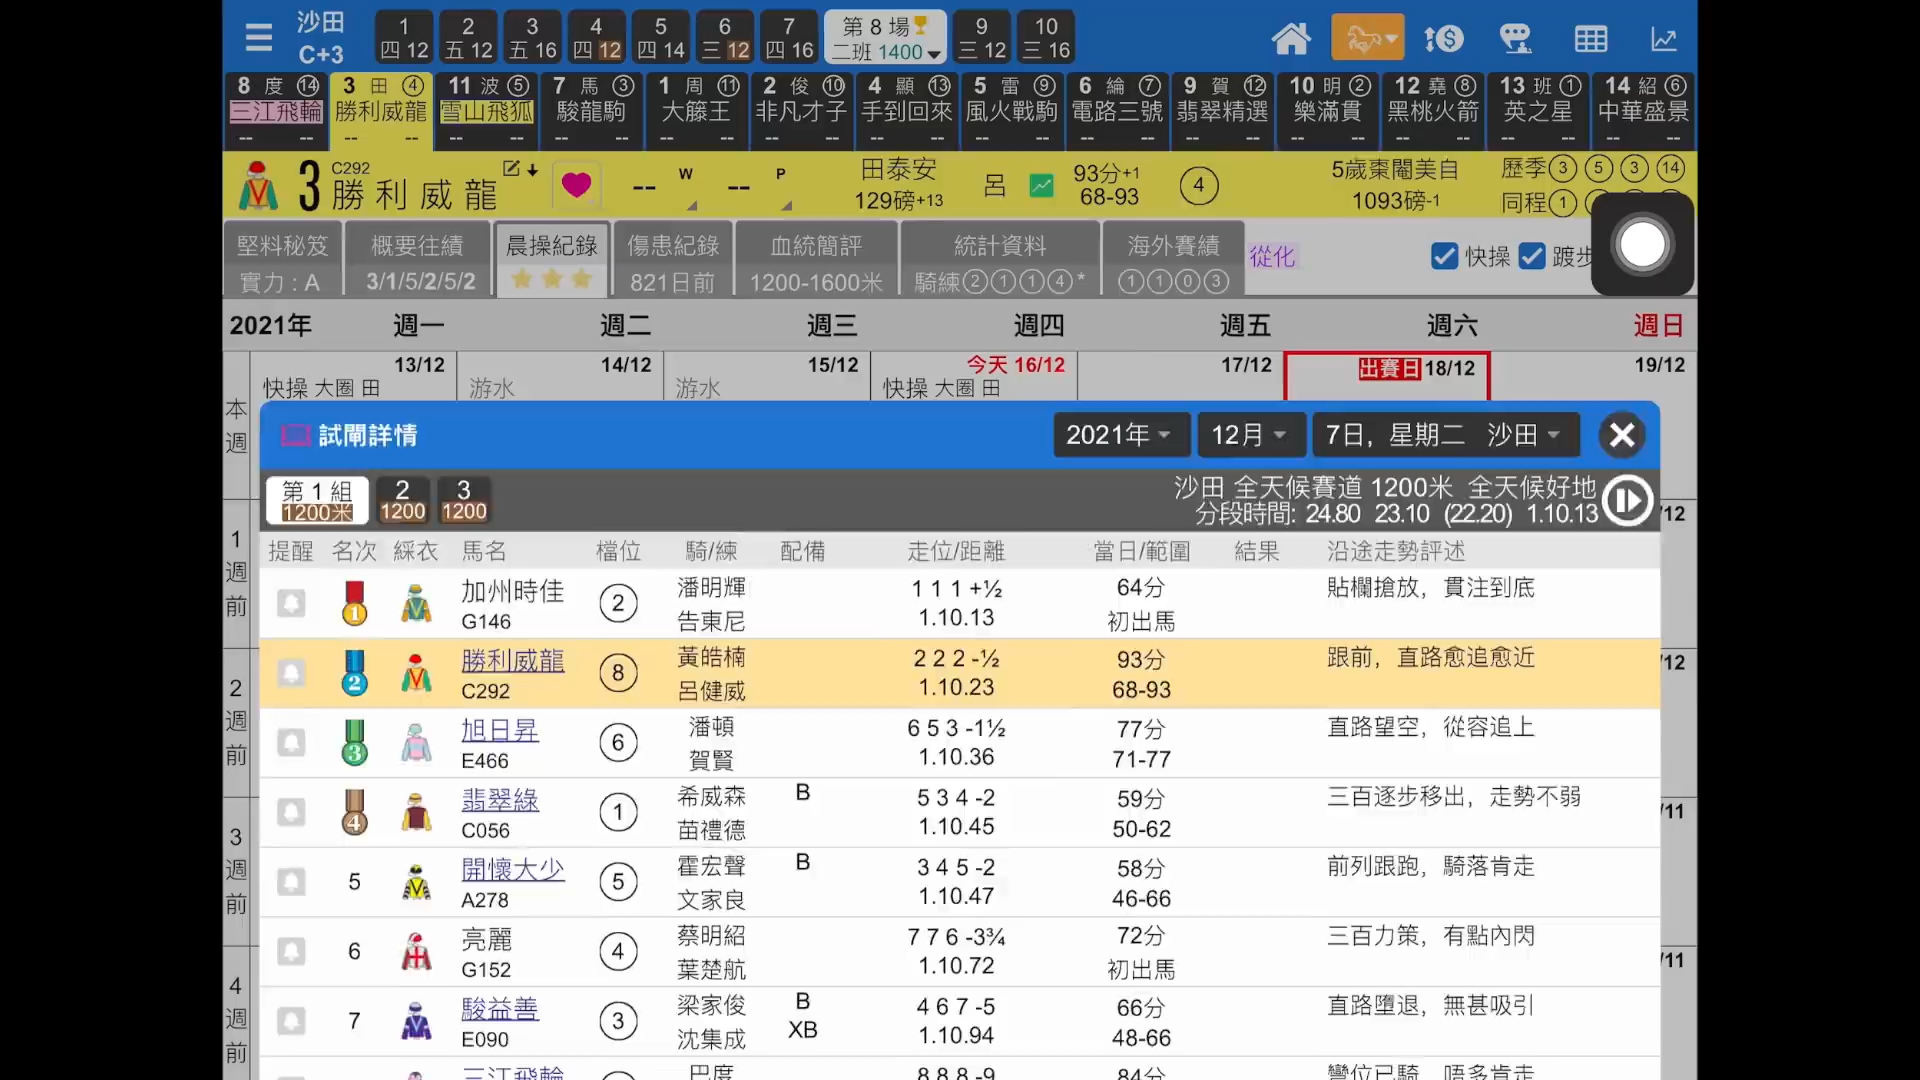 沙田
C+3
1
四 12
2
五 12
3
五 16
4
四 12
5
四 14
6
三 12
7
四 16
第 8 場
二班 1400
9
三 12
10
三 16
8 度 14
三江飛輪
-- --
3 田 4
勝利威龍
-- --
11 波 5
雪山飛狐
-- --
7 馬 3
駿龍駒
-- --
1 周 11
大籐王
-- --
2 俊 10
非凡才子
-- --
4 顯 13
手到回來
-- --
5 雷 9
風火戰駒
-- --
6 綸 7
電路三號
-- --
9 賀 12
翡翠精選
-- --
10 明 2
樂滿貫
-- --
12 堯 8
黑桃火箭
-- --
13 班 1
英之星
-- --
14 紹 6
中華盛景
-- --
3
C292
勝利威龍
-- W
-- P
田泰安
129磅+13
呂
93分+1
68-93
4
5歲棗閹美自
1093磅-1
歷季 3 5 3 14
同程 1
堅料秘笈
實力 : A
概要往績
3/1/5/2/5/2
晨操紀錄
傷患紀錄
821日前
血統簡評
1200-1600米
統計資料
騎練 2 1 1 4 *
海外賽績
1 1 0 3
從化
快操
踱步
2021年 週一 週二 週三 週四 週五 週六 週日
13/12
快操 大圈 田
14/12
游水
15/12
游水
今天 16/12
快操 大圈 田
17/12
出賽日 18/12
19/12
本週
1週前
2週前
3週前
4週前
/12
/12
/11
/11
試閘詳情
2021年
12月
7日, 星期二 沙田
第 1 組
1200米
2
1200
3
1200
沙田 全天候賽道 1200米 全天候好地
分段時間: 24.80 23.10 (22.20) 1.10.13
提醒 名次 綵衣 馬名 檔位 騎/練 配備 走位/距離 當日/範圍 結果 沿途走勢評述
1 加州時佳 2 潘明輝 1 1 1 +½ 64分 貼欄搶放, 貫注到底
G146 告東尼 1.10.13 初出馬
2 勝利威龍 8 黃皓楠 2 2 2 -½ 93分 跟前, 直路愈追愈近
C292 呂健威 1.10.23 68-93
3 旭日昇 6 潘頓 6 5 3 -1½ 77分 直路望空, 從容追上
E466 賀賢 1.10.36 71-77
4 翡翠綠 1 希威森 B 5 3 4 -2 59分 三百逐步移出, 走勢不弱
C056 苗禮德 1.10.45 50-62
5 開懷大少 5 霍宏聲 B 3 4 5 -2 58分 前列跟跑, 騎落肯走
A278 文家良 1.10.47 46-66
6 亮麗 4 蔡明紹 7 7 6 -3¾ 72分 三百力策, 有點內閃
G152 葉楚航 1.10.72 初出馬
7 駿益善 3 梁家俊 B 4 6 7 -5 66分 直路墮退, 無甚吸引
E090 沈集成 XB 1.10.94 48-66
三江飛輪 巴度 8 8 8 -9 84分 彎位已騎, 唔多肯走